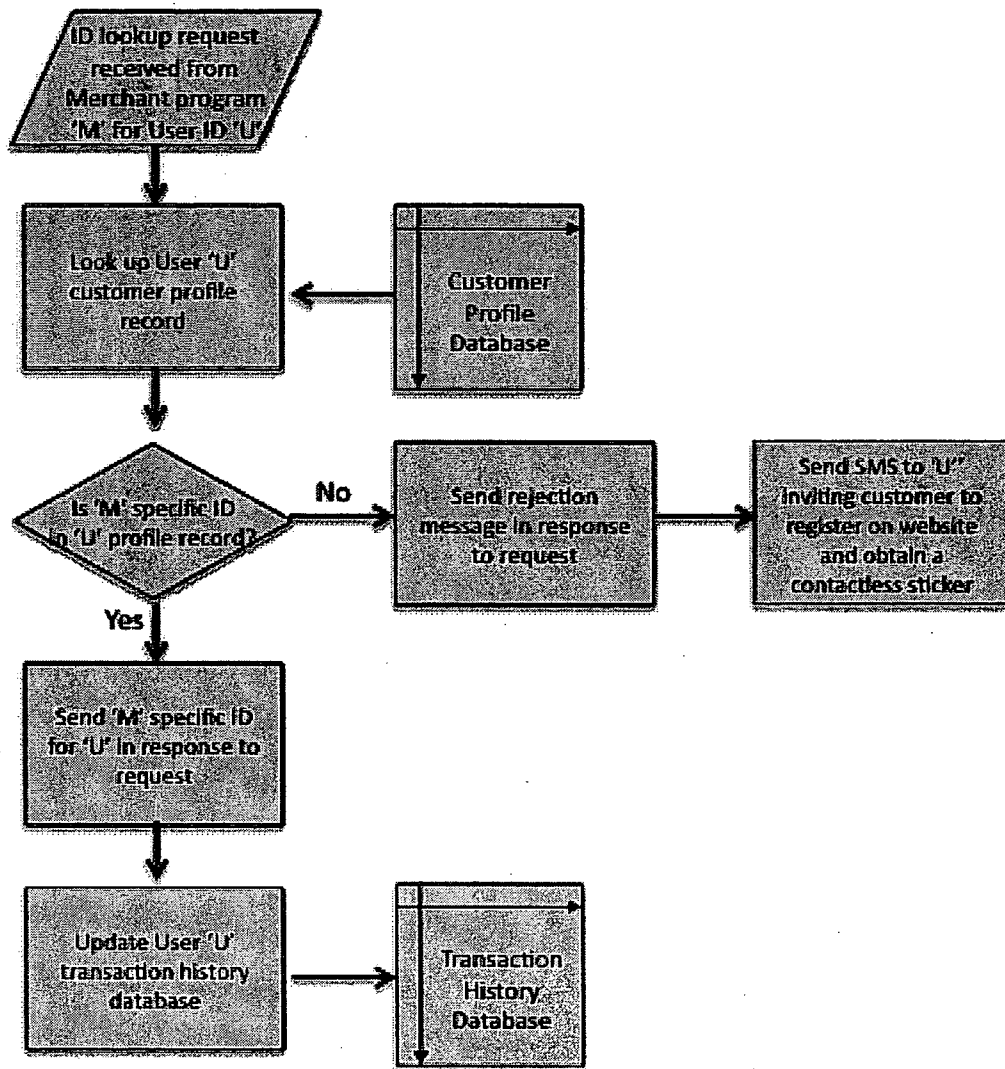 ID lookup request
received from
Merchant program
‘M’ for User ID ‘U’
Look up User ‘U’
customer profile
record
Customer
Profile
Database
Is ‘M’ specific ID
in ‘U’ profile record?
No
Send rejection
message in response
to request
Send SMS to ‘U’’
inviting customer to
register on website
and obtain a
contactless sticker
Yes
Send ‘M’ specific ID
for ‘U’ in response to
request
Update User ‘U’
transaction history
database
Transaction
History
Database